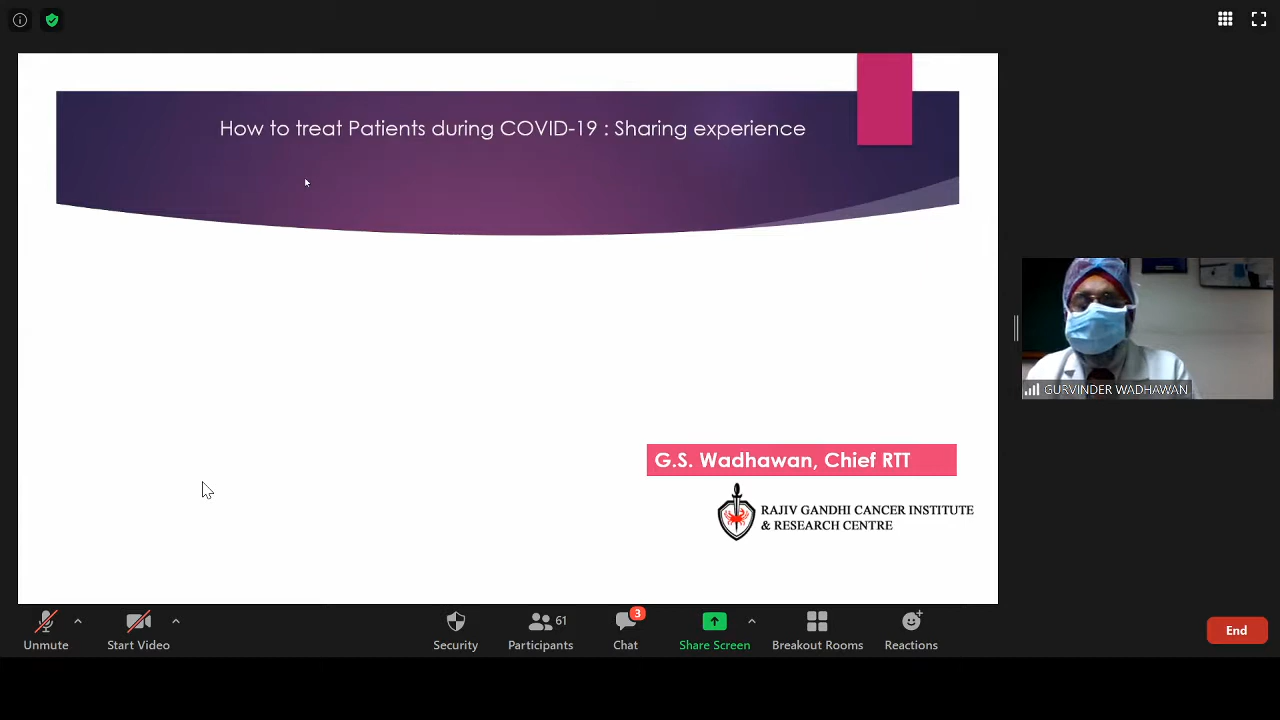 How to treat Patients during COVID-19 : Sharing experience
GURVINDER WADHAWAN
G.S. Wadhawan, Chief RTT
RAJIV GANDHI CANCER INSTITUTE
& RESEARCH CENTRE
Unmute
Start Video
Security
61
Participants
3
Chat
Share Screen
Breakout Rooms
Reactions
End